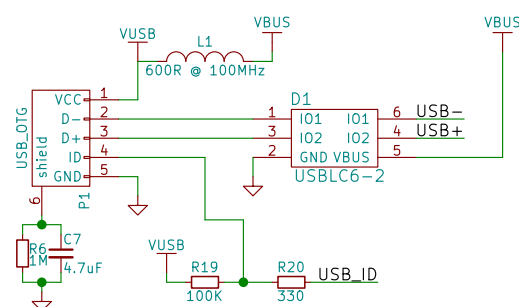 VUSB
L1
600R @ 100MHz
VBUS
VBUS
USB_OTG
shield
VCC 1
D- 2
D+ 3
ID 4
GND 5
6
P1
D1
1 IO1 IO1 6 USB-
3 IO2 IO2 4 USB+
2 GND VBUS 5
USBLC6-2
R6
1M
C7
4.7uF
VUSB
R19
100K
R20
330
USB_ID